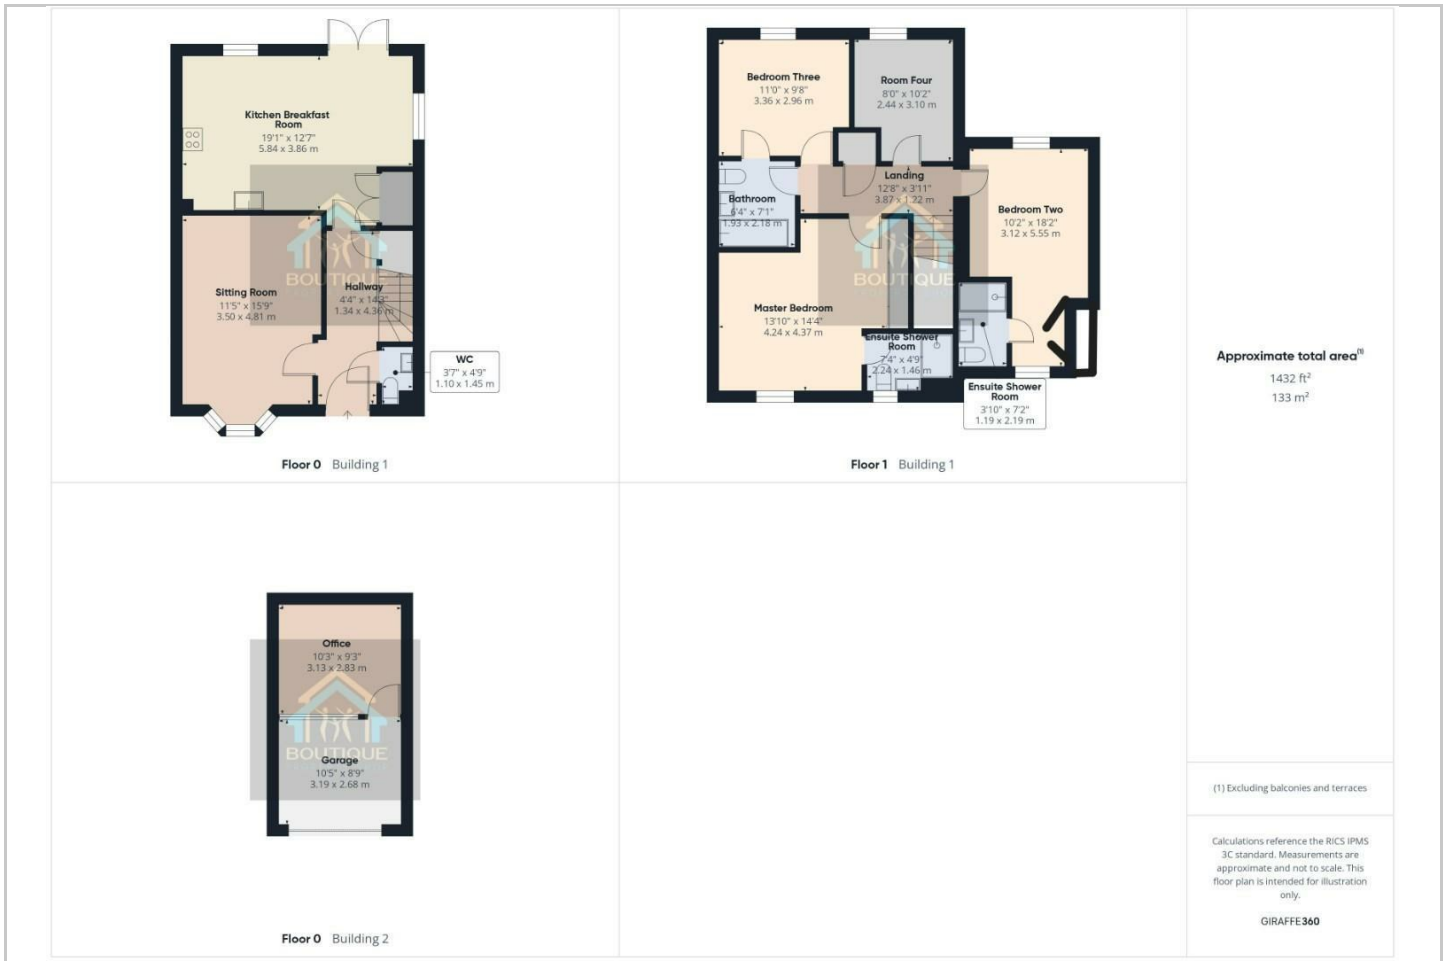 Kitchen Breakfast
Room
19'1" x 12'7"
5.84 x 3.86 m
BOUTIQUE
Sitting Room
11'5" x 15'9"
3.50 x 4.81 m
Hallway
4'4" x 14'3"
1.34 x 4.36 m
WC
3'7" x 4'9"
1.10 x 1.45 m
Floor 0 Building 1
Bedroom Three
11'0" x 9'8"
3.36 x 2.96 m
Room Four
8'0" x 10'2"
2.44 x 3.10 m
Landing
12'8" x 3'11"
3.87 x 1.22 m
Bathroom
6'4" x 7'1"
1.93 x 2.18 m
Bedroom Two
10'2" x 18'2"
3.12 x 5.55 m
BOUTIQUE
Master Bedroom
13'10" x 14'4"
4.24 x 4.37 m
Ensuite Shower
Room
7'4" x 4'9"
2.24 x 1.46 m
Ensuite Shower
Room
3'10" x 7'2"
1.19 x 2.19 m
Floor 1 Building 1
Approximate total area(1)
1432 ft²
133 m²
Office
10'3" x 9'3"
3.13 x 2.83 m
BOUTIQUE
Garage
10'5" x 8'9"
3.19 x 2.68 m
Floor 0 Building 2
(1) Excluding balconies and terraces
Calculations reference the RICS IPMS
3C standard. Measurements are
approximate and not to scale. This
floor plan is intended for illustration
only.
GIRAFFE360